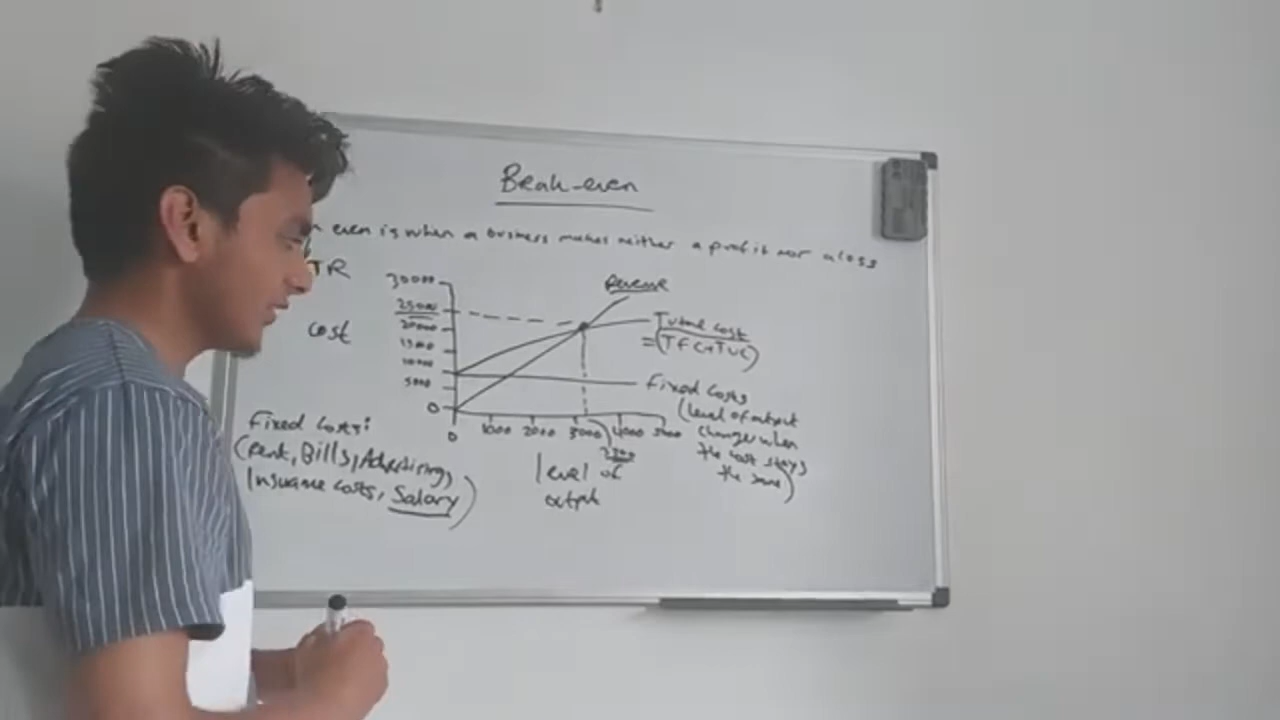 Break-even
even is when a business makes neither a profit nor a loss
TR
Cost
30000
25000
20000
15000
10000
5000
0
0 1000 2000 3000 4000 5000
level of
output
Revenue
Total cost
=(TFC+TVC)
Fixed costs
(level of output
changes when
the cost stays
the same)
Fixed costs:
(Rent, Bills, Advertising,
Insurance costs, Salary)